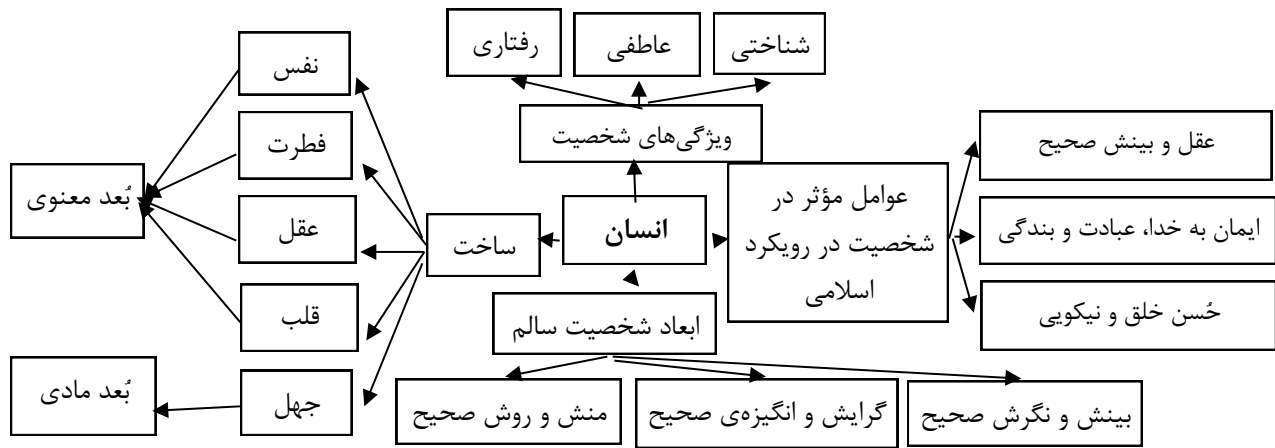 شناختی
عاطفی
رفتاری
ویژگی‌های شخصیت
عقل و بینش صحیح
ایمان به خدا، عبادت و بندگی
حُسن خلق و نیکویی
عوامل مؤثر در
شخصیت در رویکرد
اسلامی
انسان
ساخت
نفس
فطرت
عقل
قلب
جهل
بُعد معنوی
بُعد مادی
ابعاد شخصیت سالم
بینش و نگرش صحیح
گرایش و انگیزه‌ی صحیح
منش و روش صحیح